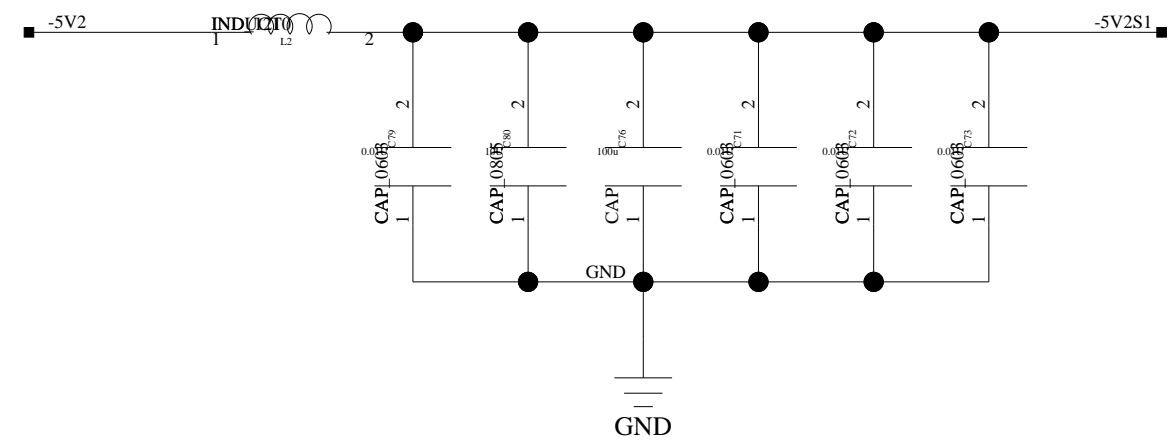 -5V2
1
L2
2
-5V2S1
2
C79
CAP_0603
1
2
C80
CAP_0805
1
2
C76
100u
CAP
1
2
C71
CAP_0603
1
2
C72
CAP_0603
1
2
C73
CAP_0603
1
GND
GND